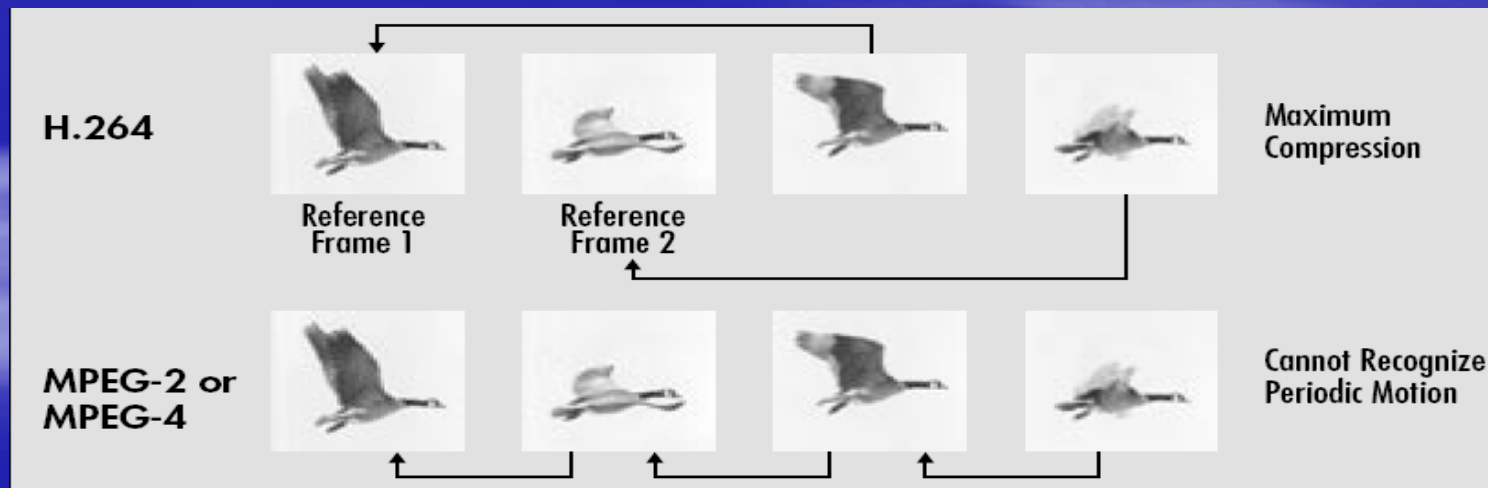 H.264
Maximum
Compression
Reference
Frame 1
Reference
Frame 2
MPEG-2 or
MPEG-4
Cannot Recognize
Periodic Motion